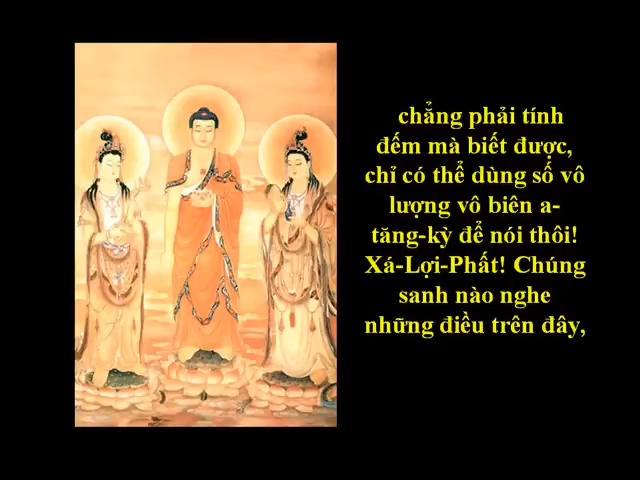 chẳng phải tính
đếm mà biết được,
chỉ có thể dùng số vô
lượng vô biên a-
tăng-kỳ để nói thôi!
Xá-Lợi-Phất! Chúng
sanh nào nghe
những điều trên đây,